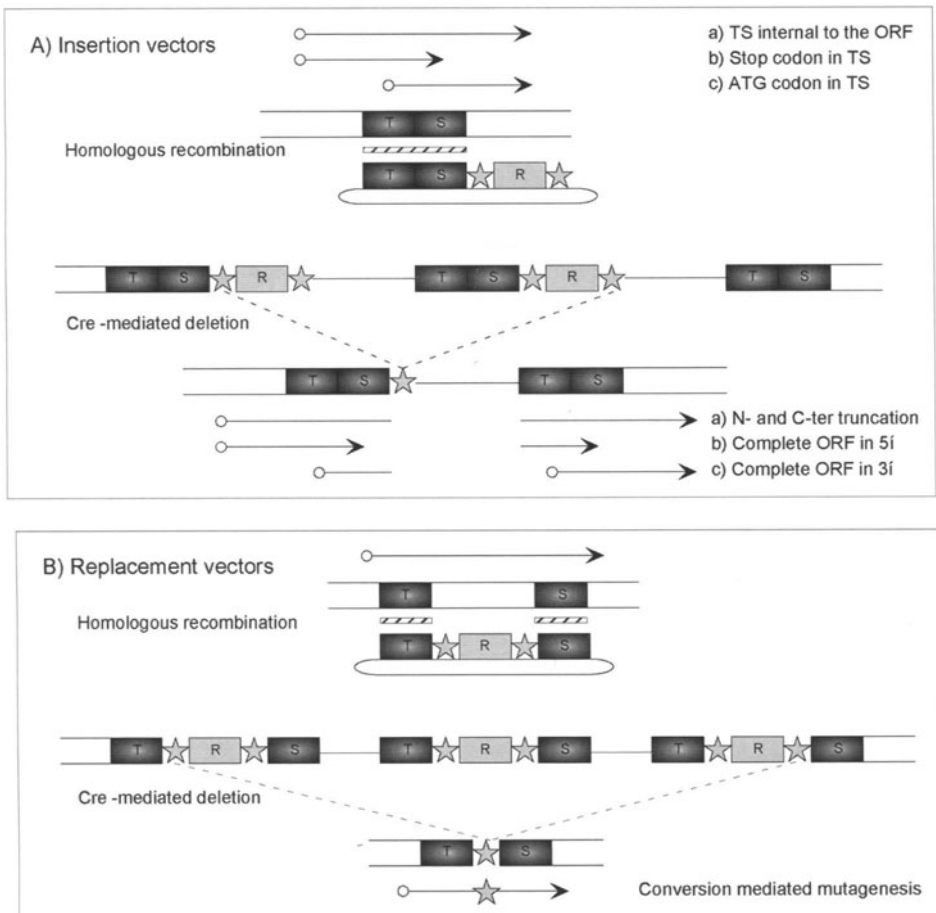 A) Insertion vectors
a) TS internal to the ORF
b) Stop codon in TS
c) ATG codon in TS
T S
Homologous recombination
T S R
T S R T S R T S
Cre -mediated deletion
T S T S
a) N- and C-ter truncation
b) Complete ORF in 5í
c) Complete ORF in 3í
B) Replacement vectors
T S
Homologous recombination
T R S
T R S T R S T R S
Cre -mediated deletion
T S
Conversion mediated mutagenesis